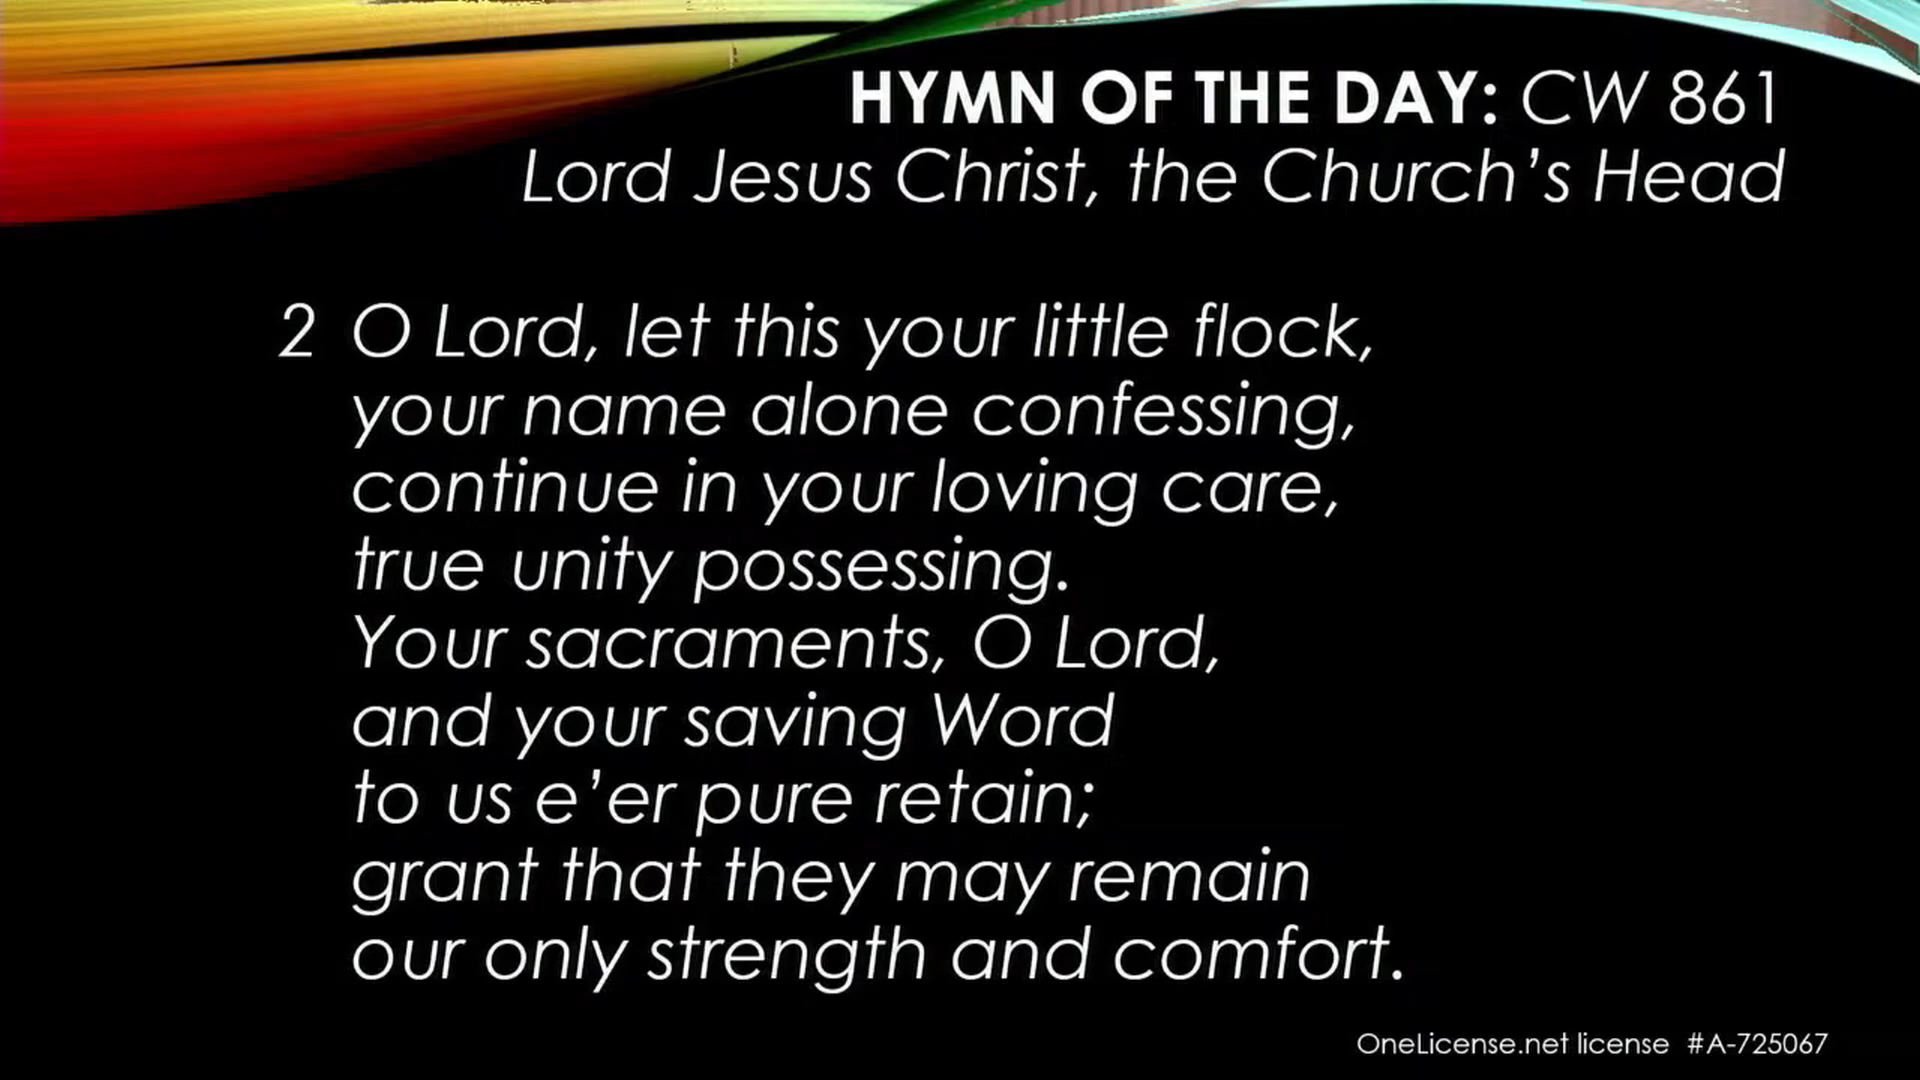 HYMN OF THE DAY: CW 861
Lord Jesus Christ, the Church’s Head
2 O Lord, let this your little flock,
your name alone confessing,
continue in your loving care,
true unity possessing.
Your sacraments, O Lord,
and your saving Word
to us e’er pure retain;
grant that they may remain
our only strength and comfort.
OneLicense.net license #A-725067